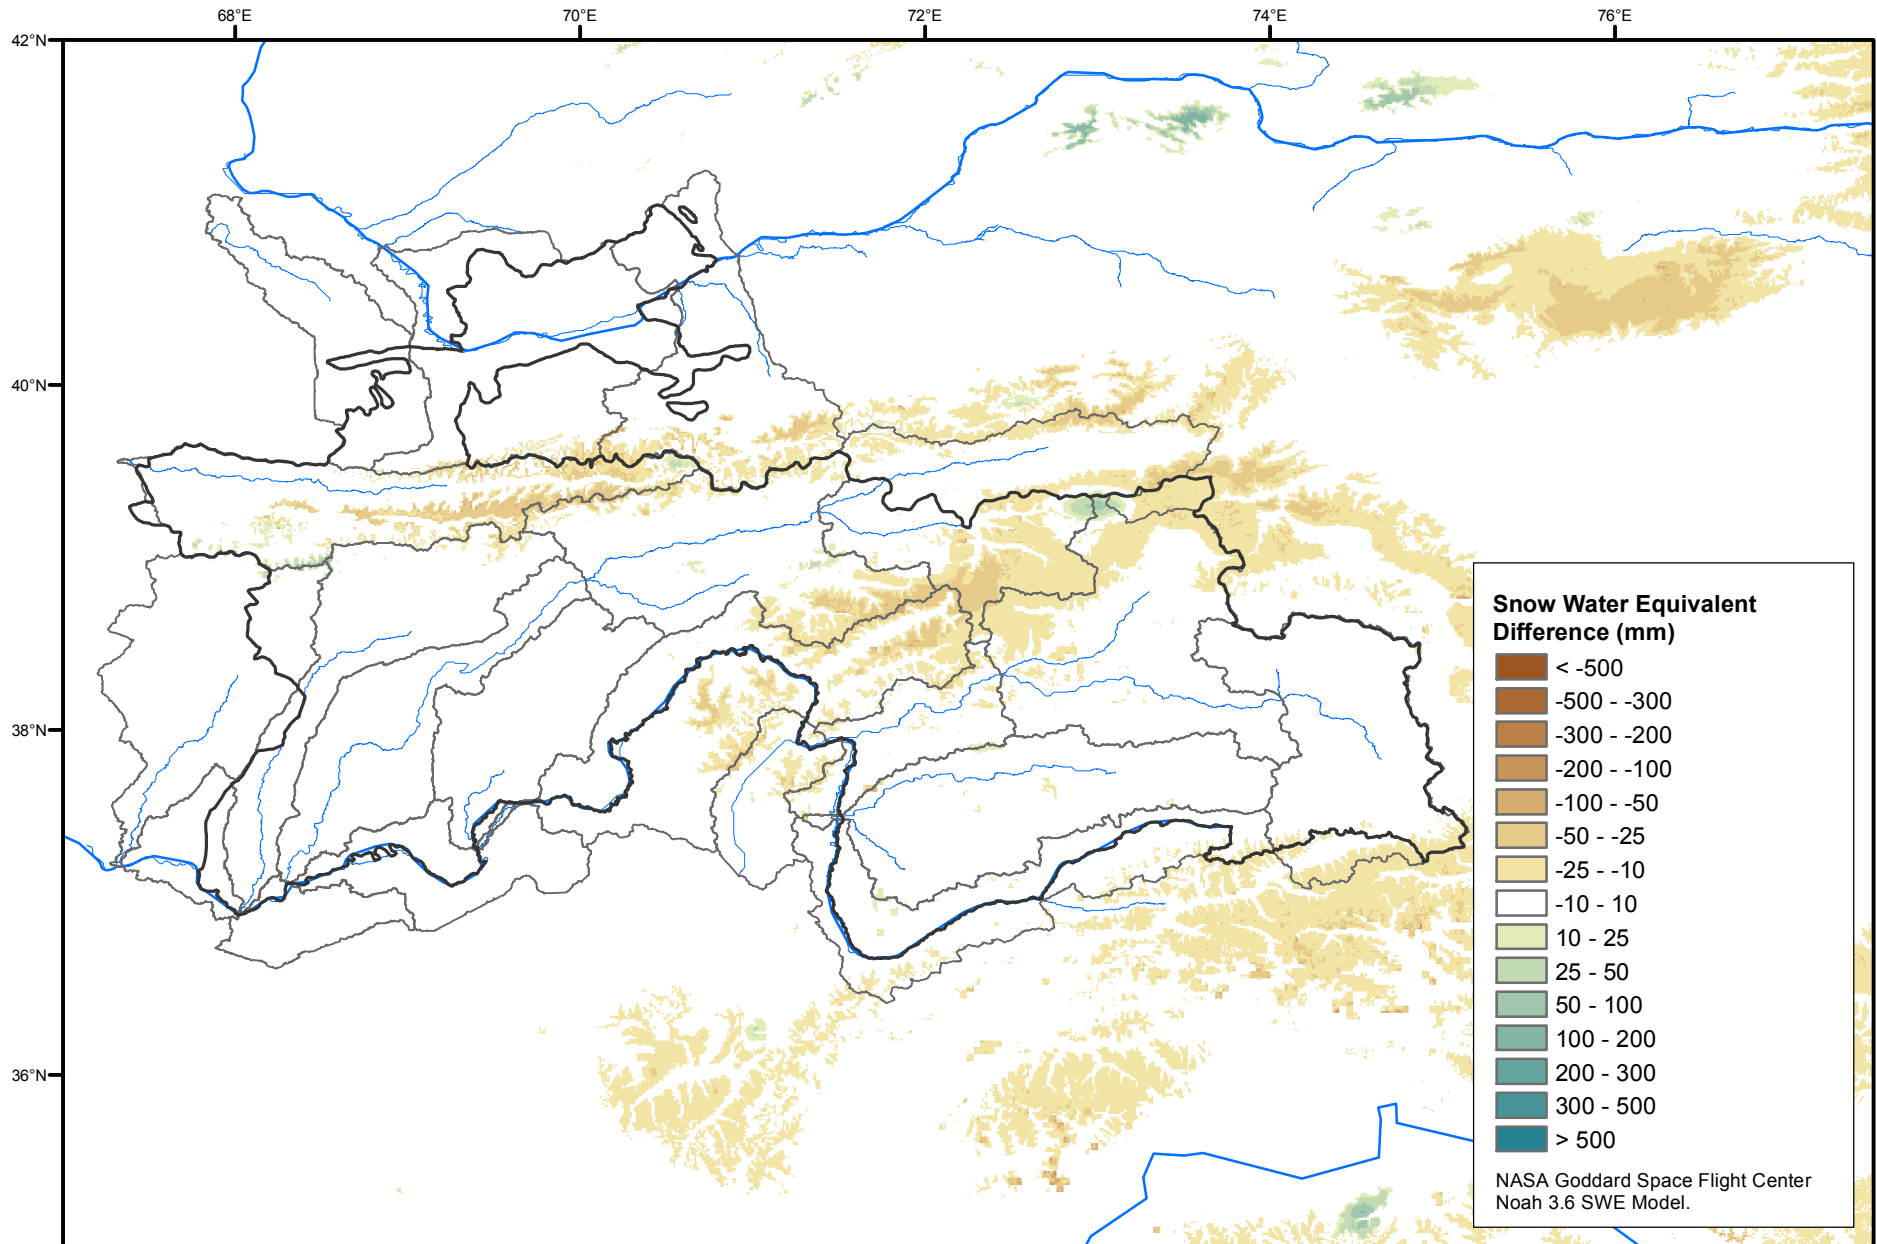 68°E
70°E
72°E
74°E
76°E
42°N
40°N
38°N
36°N
Snow Water Equivalent
Difference (mm)
< -500
-500 - -300
-300 - -200
-200 - -100
-100 - -50
-50 - -25
-25 - -10
-10 - 10
10 - 25
25 - 50
50 - 100
100 - 200
200 - 300
300 - 500
> 500
NASA Goddard Space Flight Center
Noah 3.6 SWE Model.